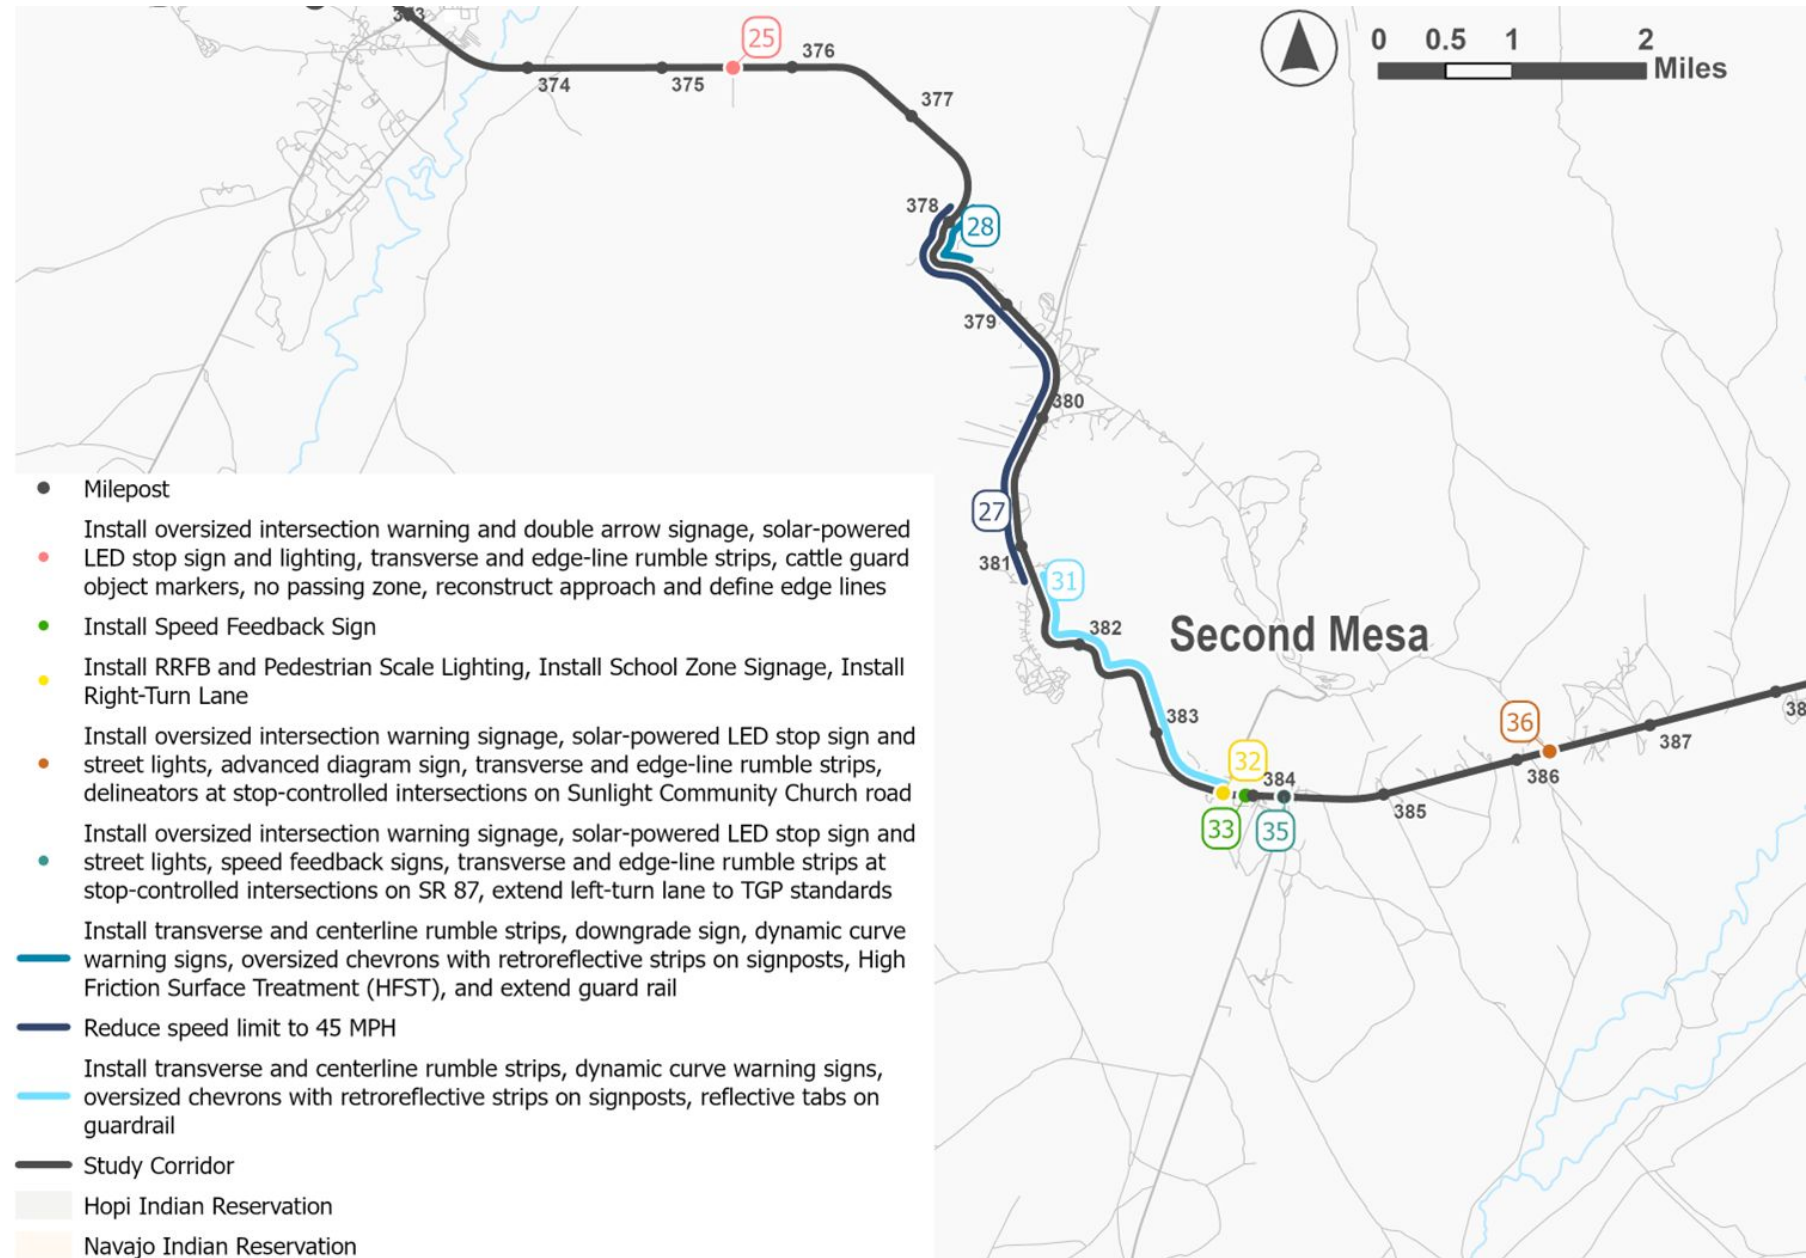 373
25
376
374
375
377
0 0.5 1 2
Miles
378
28
379
380
27
381
31
382
Second Mesa
383
32
384
33
35
385
36
386
387
38
Milepost
Install oversized intersection warning and double arrow signage, solar-powered
LED stop sign and lighting, transverse and edge-line rumble strips, cattle guard
object markers, no passing zone, reconstruct approach and define edge lines
Install Speed Feedback Sign
Install RRFB and Pedestrian Scale Lighting, Install School Zone Signage, Install
Right-Turn Lane
Install oversized intersection warning signage, solar-powered LED stop sign and
street lights, advanced diagram sign, transverse and edge-line rumble strips,
delineators at stop-controlled intersections on Sunlight Community Church road
Install oversized intersection warning signage, solar-powered LED stop sign and
street lights, speed feedback signs, transverse and edge-line rumble strips at
stop-controlled intersections on SR 87, extend left-turn lane to TGP standards
Install transverse and centerline rumble strips, downgrade sign, dynamic curve
warning signs, oversized chevrons with retroreflective strips on signposts, High
Friction Surface Treatment (HFST), and extend guard rail
Reduce speed limit to 45 MPH
Install transverse and centerline rumble strips, dynamic curve warning signs,
oversized chevrons with retroreflective strips on signposts, reflective tabs on
guardrail
Study Corridor
Hopi Indian Reservation
Navajo Indian Reservation